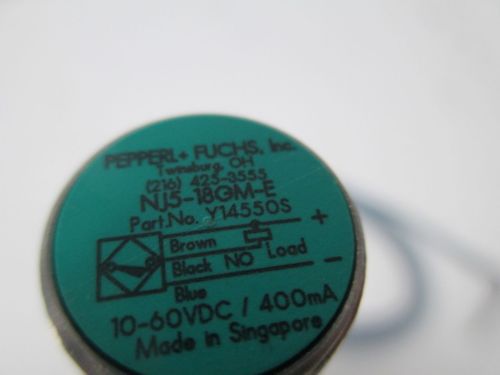 PEPPERL+ FUCHS, Inc.
Twinsburg, OH
(216) 425-3555
NJ5-18GM-E
Part.No. Y14550S
Brown +
Black NO Load
Blue -
10-60VDC / 400mA
Made in Singapore